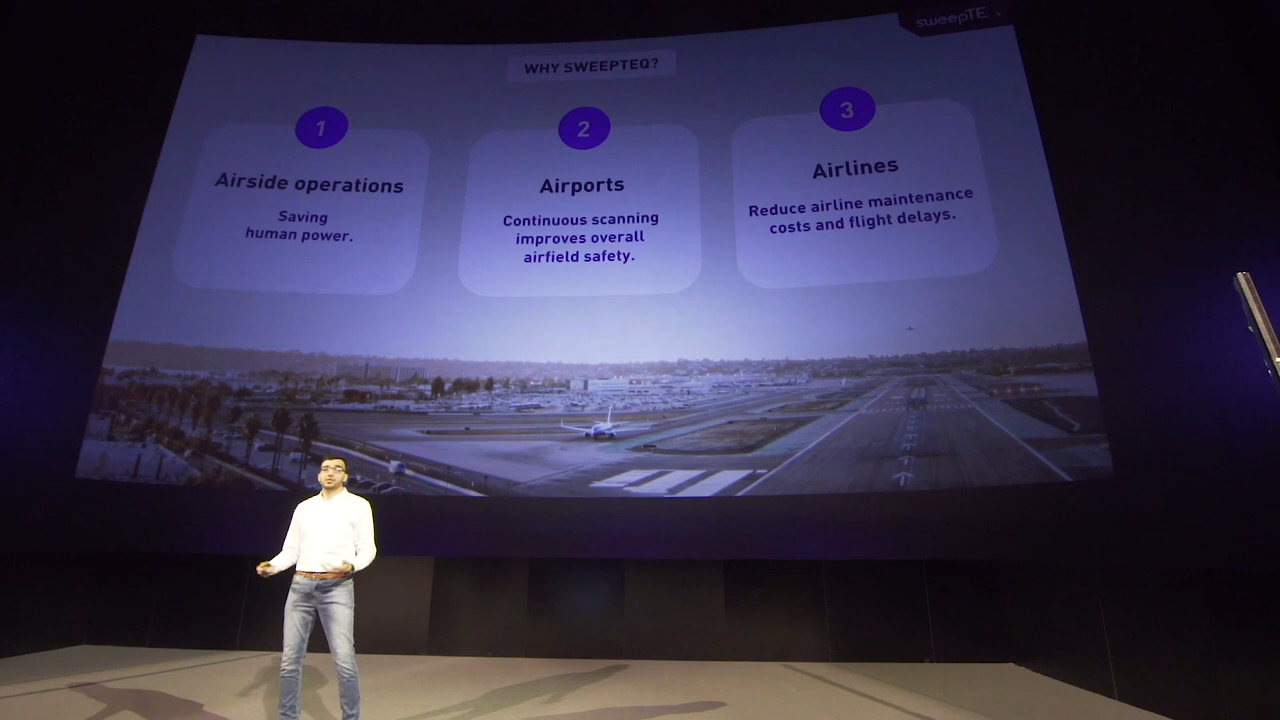 sweepTE
WHY SWEEPTEQ?
1
Airside operations
Saving
human power.
2
Airports
Continuous scanning
improves overall
airfield safety.
3
Airlines
Reduce airline maintenance
costs and flight delays.